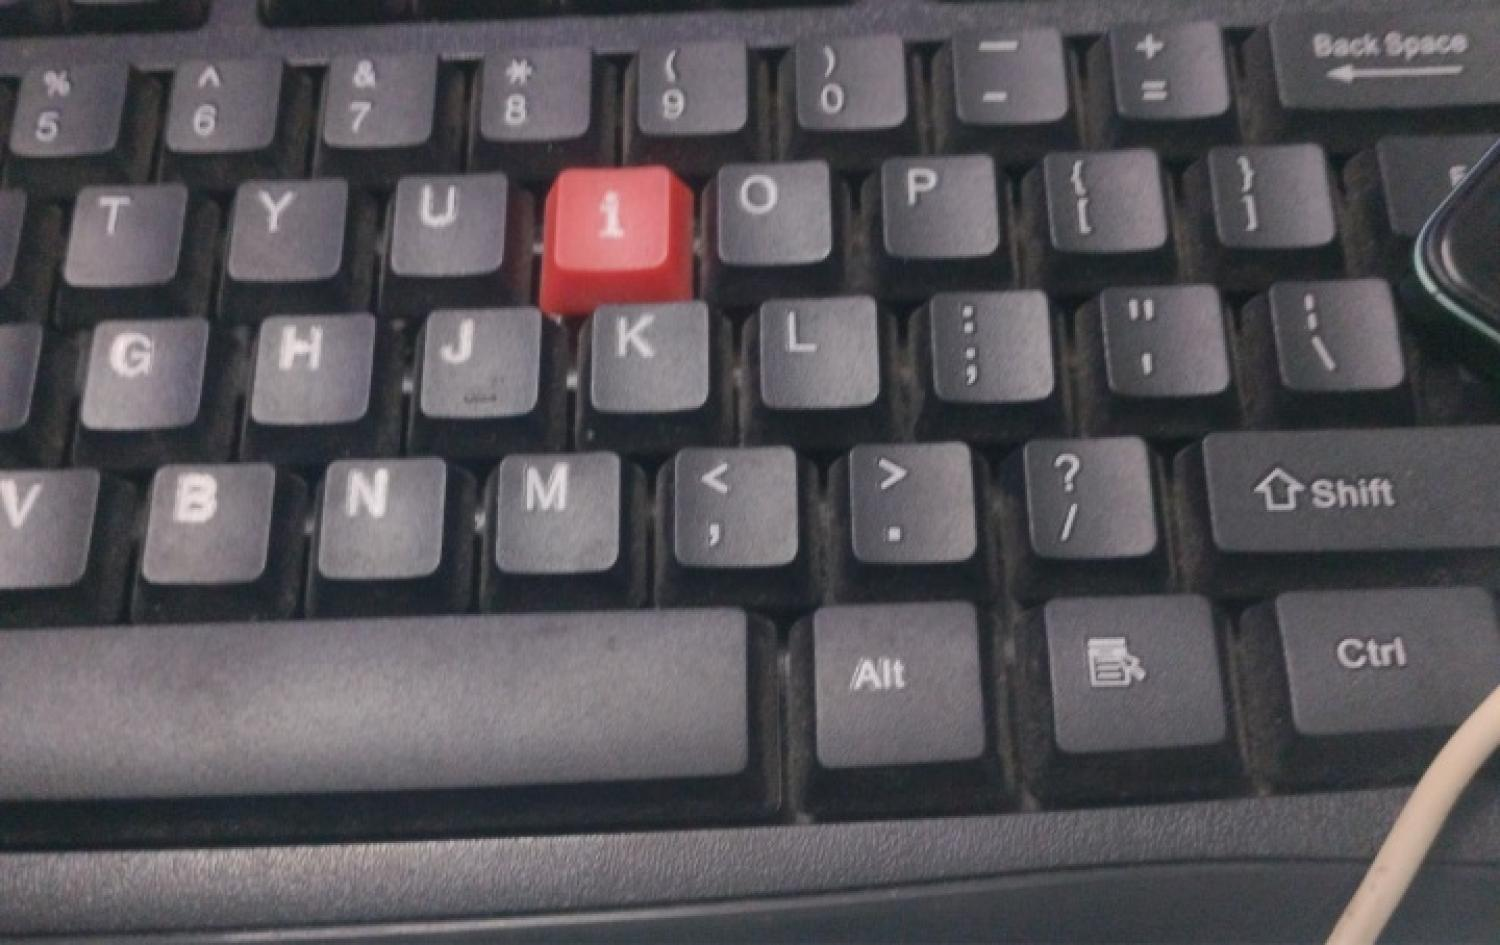 % ^ & * ( ) — + Back Space
5 6 7 8 9 0 - =
T Y U i O P { }
[ ]
G H J K L : " ¦
; ' \
V B N M < > ? Shift
, . /
Alt Ctrl